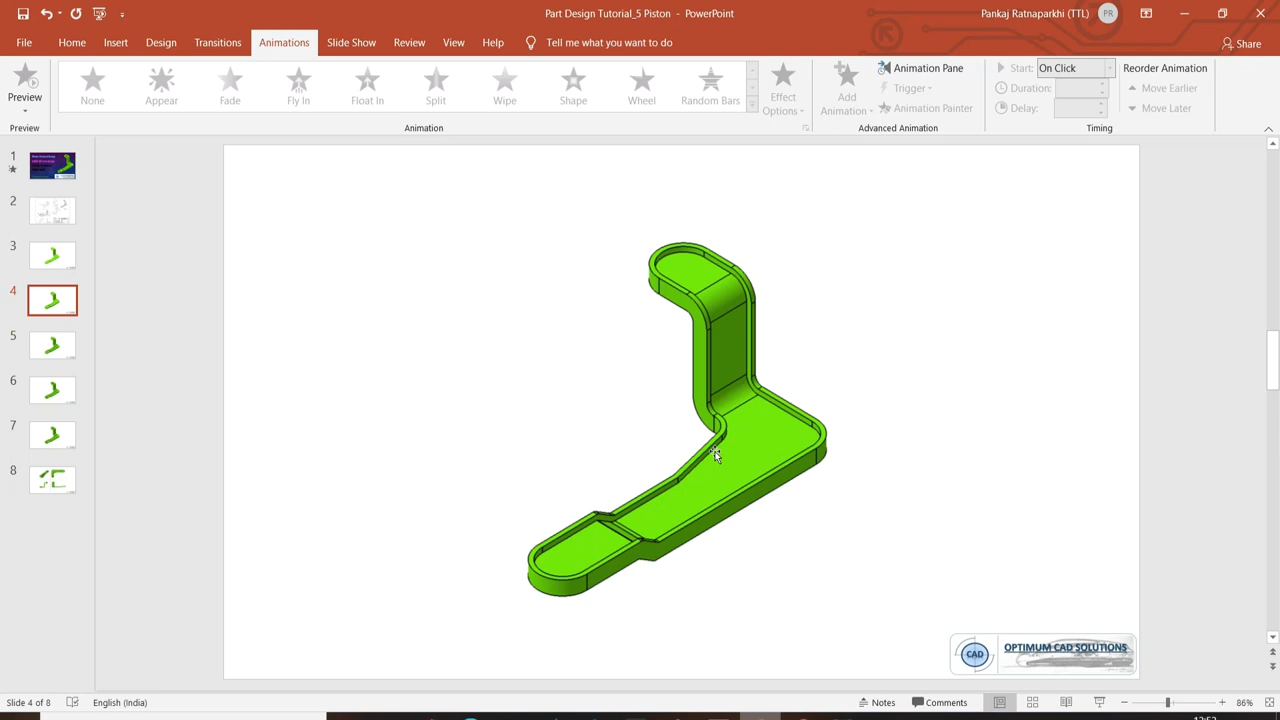 Part Design Tutorial_5 Piston - PowerPoint
Pankaj Ratnaparkhi (TTL)
PR
File
Home
Insert
Design
Transitions
Animations
Slide Show
Review
View
Help
Tell me what you want to do
Share
Preview
None
Appear
Fade
Fly In
Float In
Split
Wipe
Shape
Wheel
Random Bars
Effect
Options
Add
Animation
Animation Pane
Trigger
Animation Painter
Start:
On Click
Duration:
Delay:
Reorder Animation
Move Earlier
Move Later
Preview
Animation
Advanced Animation
Timing
1
2
3
4
5
6
7
8
CAD
OPTIMUM CAD SOLUTIONS
Slide 4 of 8
English (India)
Notes
Comments
86%